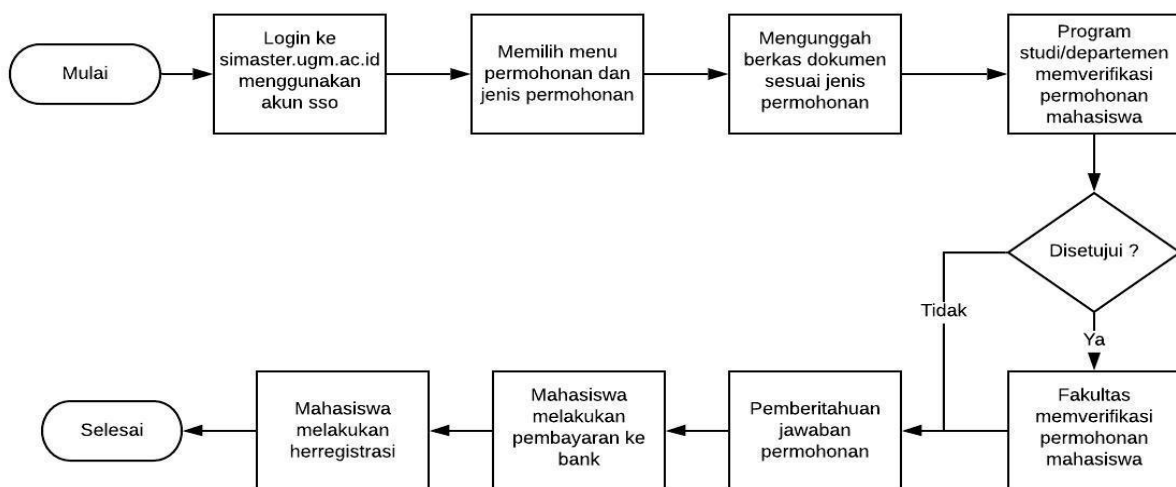 Mulai
Login ke
simaster.ugm.ac.id
menggunakan
akun sso
Memilih menu
permohonan dan
jenis permohonan
Mengunggah
berkas dokumen
sesuai jenis
permohonan
Program
studi/departemen
memverifikasi
permohonan
mahasiswa
Disetujui ?
Tidak
Ya
Fakultas
memverifikasi
permohonan
mahasiswa
Pemberitahuan
jawaban
permohonan
Mahasiswa
melakukan
pembayaran ke
bank
Mahasiswa
melakukan
herregistrasi
Selesai